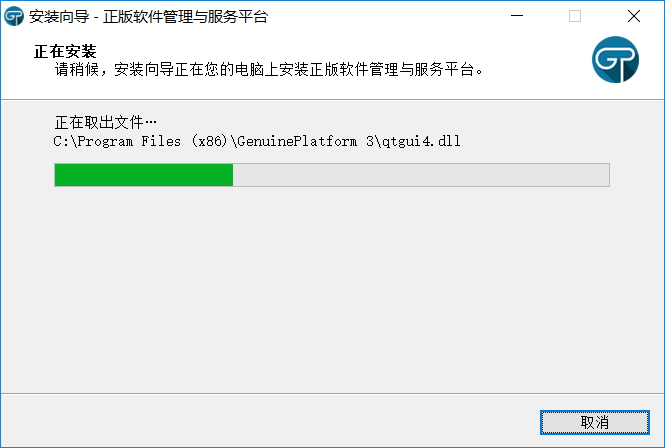 安装向导 - 正版软件管理与服务平台
正在安装
请稍候，安装向导正在您的电脑上安装正版软件管理与服务平台。
GP
正在取出文件…
C:\Program Files (x86)\GenuinePlatform 3\qtgui4.dll
取消